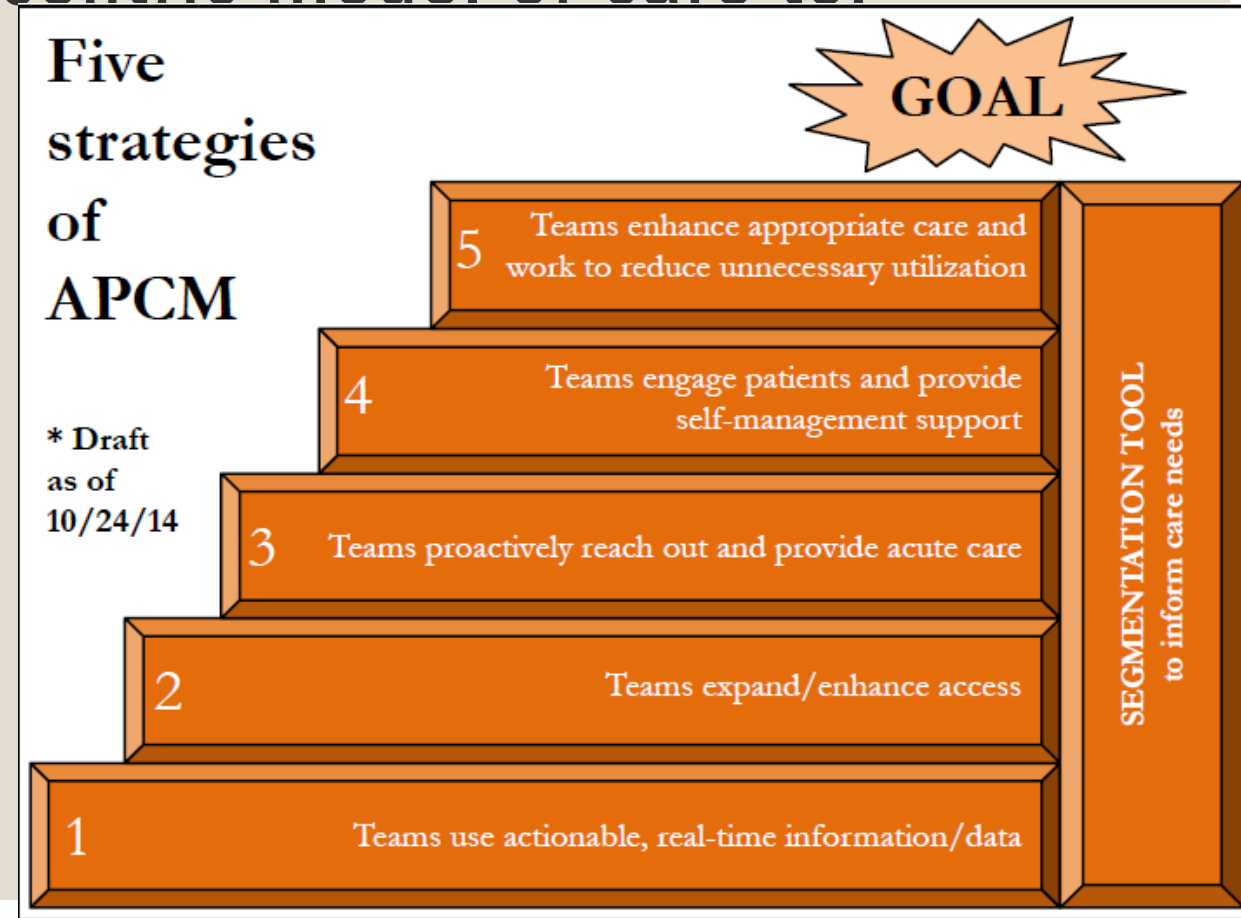 Five
strategies
of
APCM
* Draft
as of
10/24/14
GOAL
5
Teams enhance appropriate care and
work to reduce unnecessary utilization
4
Teams engage patients and provide
self-management support
3
Teams proactively reach out and provide acute care
2
Teams expand/enhance access
1
Teams use actionable, real-time information/data
SEGMENTATION TOOL
to inform care needs